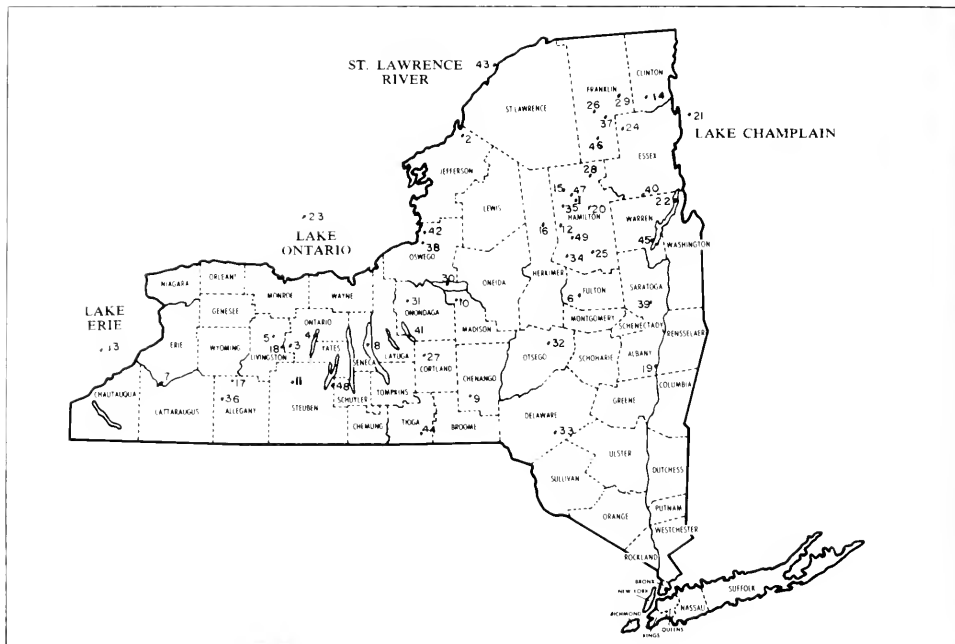 ST. LAWRENCE
RIVER
43
CLINTON
FRANKLIN
ST. LAWRENCE
26
29
14
37
21
2
24
LAKE CHAMPLAIN
46
ESSEX
JEFFERSON
28
15
47
40
1
22
35
20
LEWIS
HAMILTON
WARREN
23
42
16
12
LAKE
ONTARIO
38
49
45
WASHINGTON
OSWEGO
34
25
HERKIMER
NIAGARA
ORLEANS
30
ONEIDA
SARATOGA
MONROE
WAYNE
6
FULTON
31
10
39
GENESEE
ONONDAGA
MONTGOMERY
LAKE
ERIE
ONTARIO
41
MADISON
SCHENECTADY
RENSSELAER
5
4
13
ERIE
WYOMING
18
3
YATES
8
32
LIVINGSTON
SENECA
CAYUGA
27
OTSEGO
SCHOHARIE
ALBANY
CORTLAND
19
7
17
11
48
CHENANGO
COLUMBIA
CHAUTAUQUA
36
SCHUYLER
TOMPKINS
9
GREENE
CATTARAUGUS
ALLEGANY
STEUBEN
DELAWARE
CHEMUNG
TIOGA
44
BROOME
33
ULSTER
DUTCHESS
SULLIVAN
PUTNAM
ORANGE
WESTCHESTER
ROCKLAND
BRONX
NEW YORK
SUFFOLK
NASSAU
RICHMOND
QUEENS
KINGS